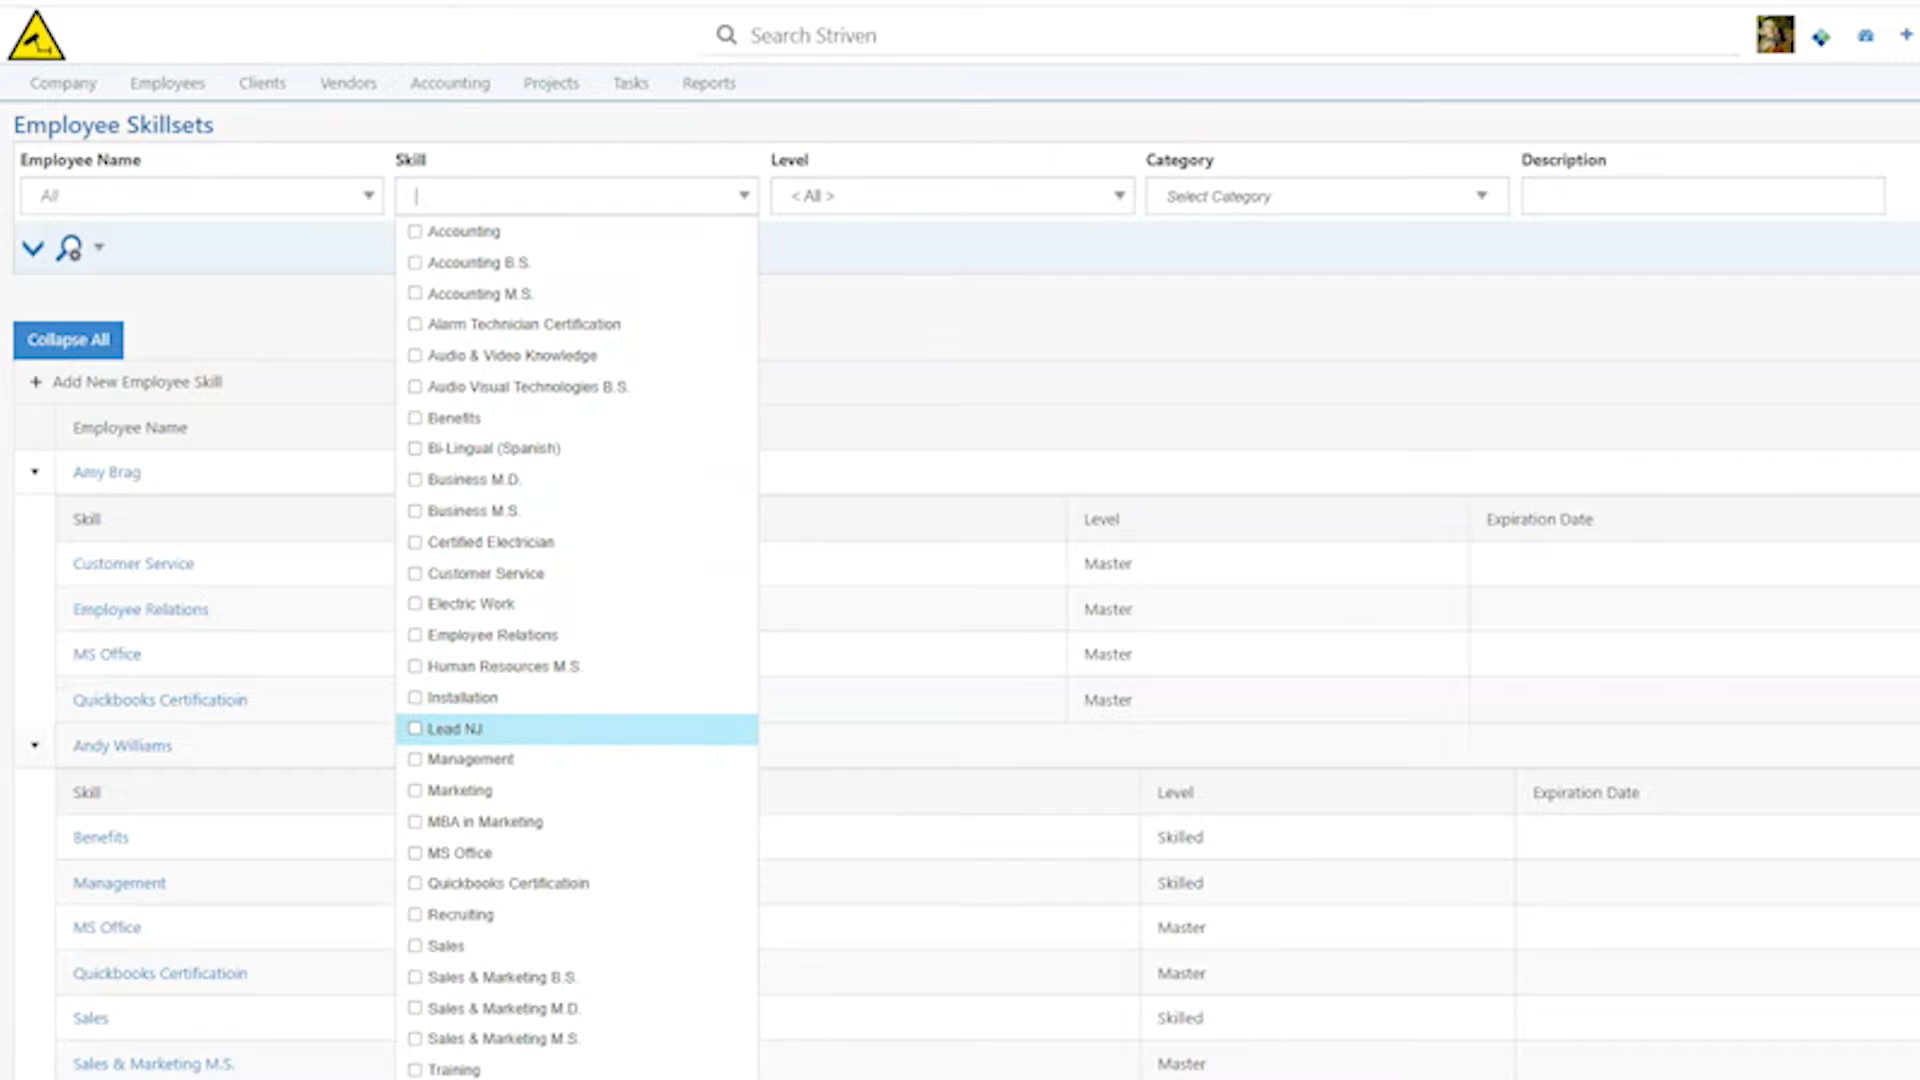 Search Striven
Company Employees Clients Vendors Accounting Projects Tasks Reports
Employee Skillsets
Employee Name Skill Level Category Description
All < All > Select Category
Accounting
Accounting B.S.
Accounting M.S.
Alarm Technician Certification
Collapse All
Audio & Video Knowledge
+ Add New Employee Skill Audio Visual Technologies B.S.
Benefits
Employee Name
Bi-Lingual (Spanish)
Amy Brag
Business M.D.
Business M.S.
Skill Level Expiration Date
Certified Electrician
Customer Service Master
Customer Service
Electric Work
Employee Relations Master
Employee Relations
MS Office Master
Human Resources M.S.
Installation
Quickbooks Certificatioin Master
Lead NJ
Andy Williams
Management
Marketing
Skill Level Expiration Date
MBA in Marketing
Benefits Skilled
MS Office
Management Quickbooks Certificatioin Skilled
Recruiting
MS Office Master
Sales
Quickbooks Certificatioin Master
Sales & Marketing B.S.
Sales & Marketing M.D.
Sales Skilled
Sales & Marketing M.S.
Sales & Marketing M.S. Training Master